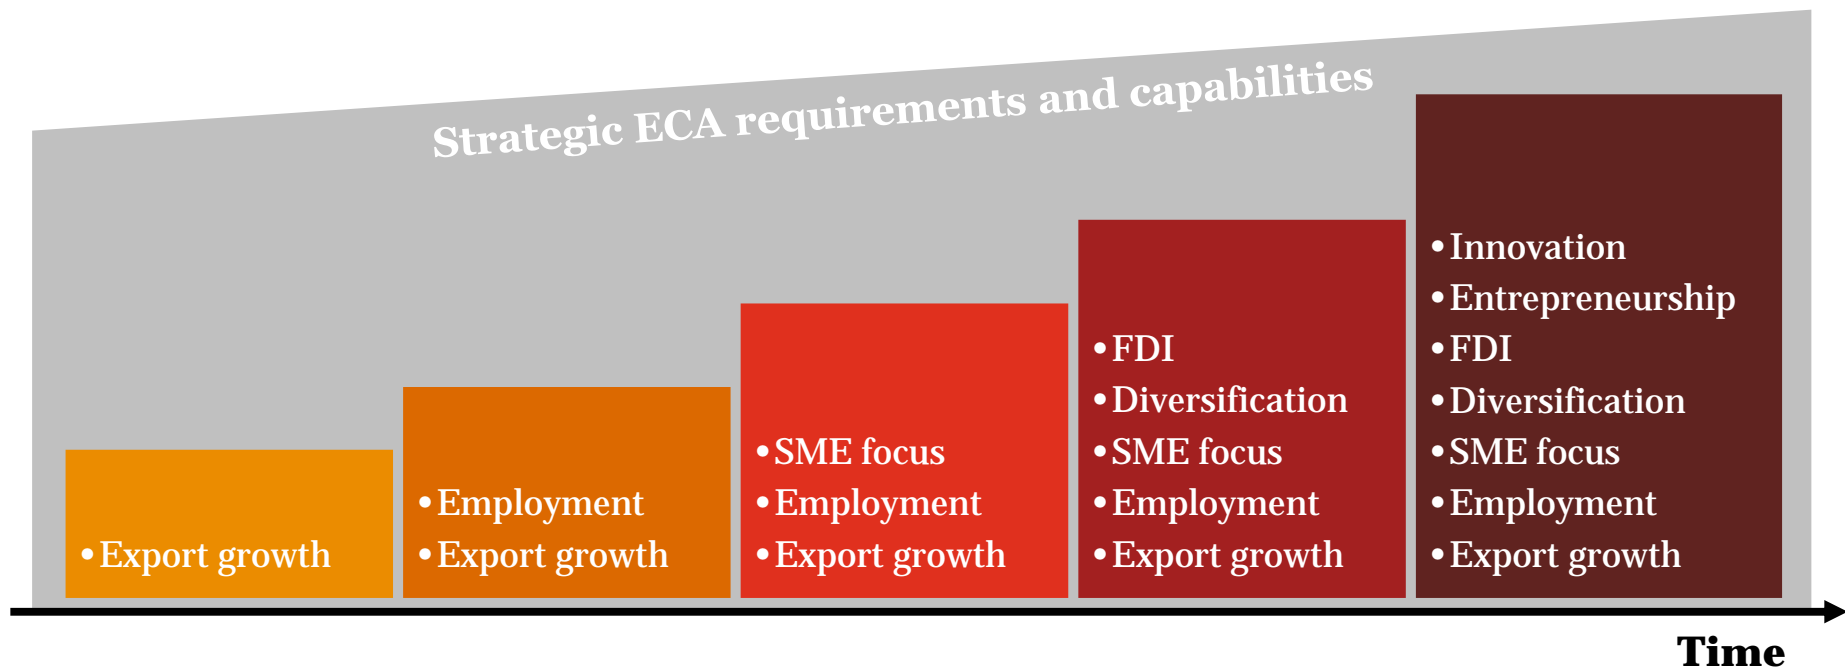 Strategic ECA requirements and capabilities
•Export growth
•Employment
•Export growth
•SME focus
•Employment
•Export growth
•FDI
•Diversification
•SME focus
•Employment
•Export growth
•Innovation
•Entrepreneurship
•FDI
•Diversification
•SME focus
•Employment
•Export growth
Time